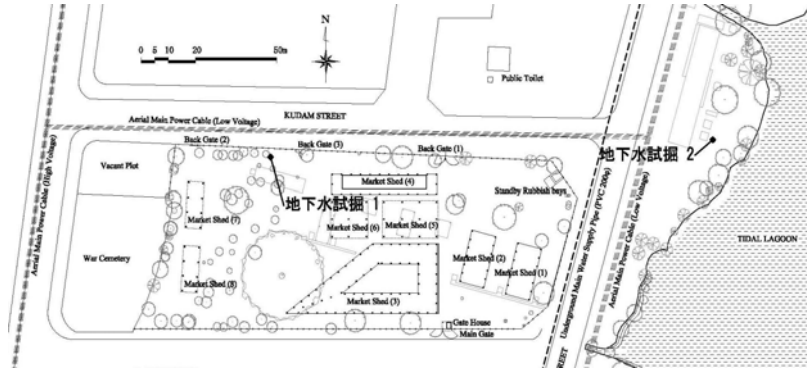 N
0 5 10 20 50m
Public Toilet
Aerial Main Power Cable (Low Voltage)
KUDAM STREET
Back Gate (2)
Back Gate (3)
Back Gate (1)
地下水試掘 2
Vacant Plot
Market Shed (4)
Standby Rubbish bays
地下水試掘 1
Market Shed (7)
Market Shed (6)
Market Shed (5)
Aerial Main Power Cable (High Voltage)
War Cemetery
Market Shed (2)
Market Shed (1)
Market Shed (8)
Market Shed (3)
Gate House
Main Gate
Underground Main Water Supply Pipe (PVC 200φ)
Aerial Main Power Cable (Low Voltage)
TIDAL LAGOON